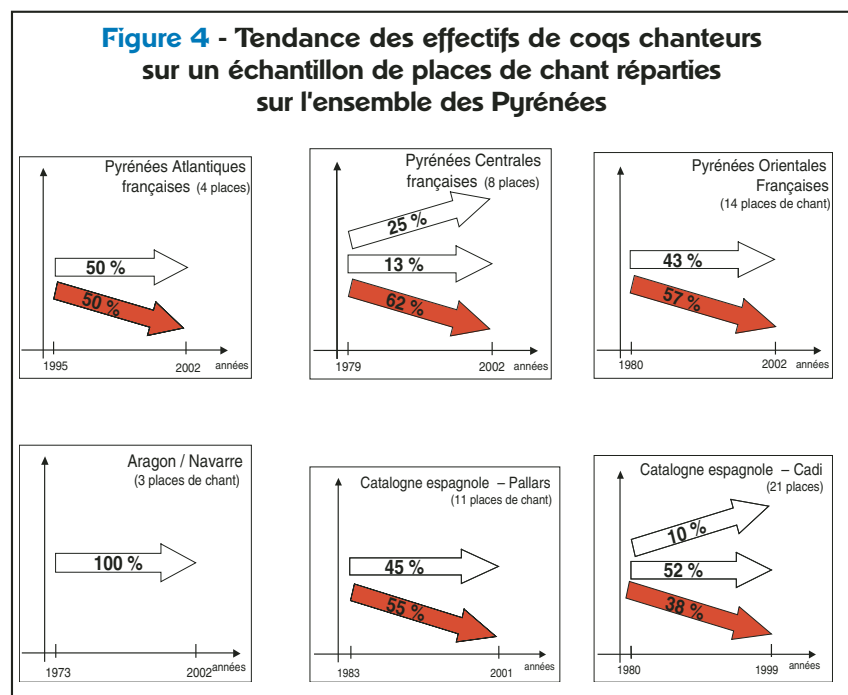 Figure 4 - Tendance des effectifs de coqs chanteurs
sur un échantillon de places de chant réparties
sur l'ensemble des Pyrénées
Pyrénées Atlantiques
françaises (4 places)
50 %
50 %
1995
2002
années
Pyrénées Centrales
françaises (8 places)
25 %
13 %
62 %
1979
2002
années
Pyrénées Orientales
Françaises
(14 places de chant)
43 %
57 %
1980
2002
années
Aragon / Navarre
(3 places de chant)
100 %
1973
2002
années
Catalogne espagnole – Pallars
(11 places de chant)
45 %
55 %
1983
2001
années
Catalogne espagnole – Cadi
(21 places)
10 %
52 %
38 %
1980
1999
années